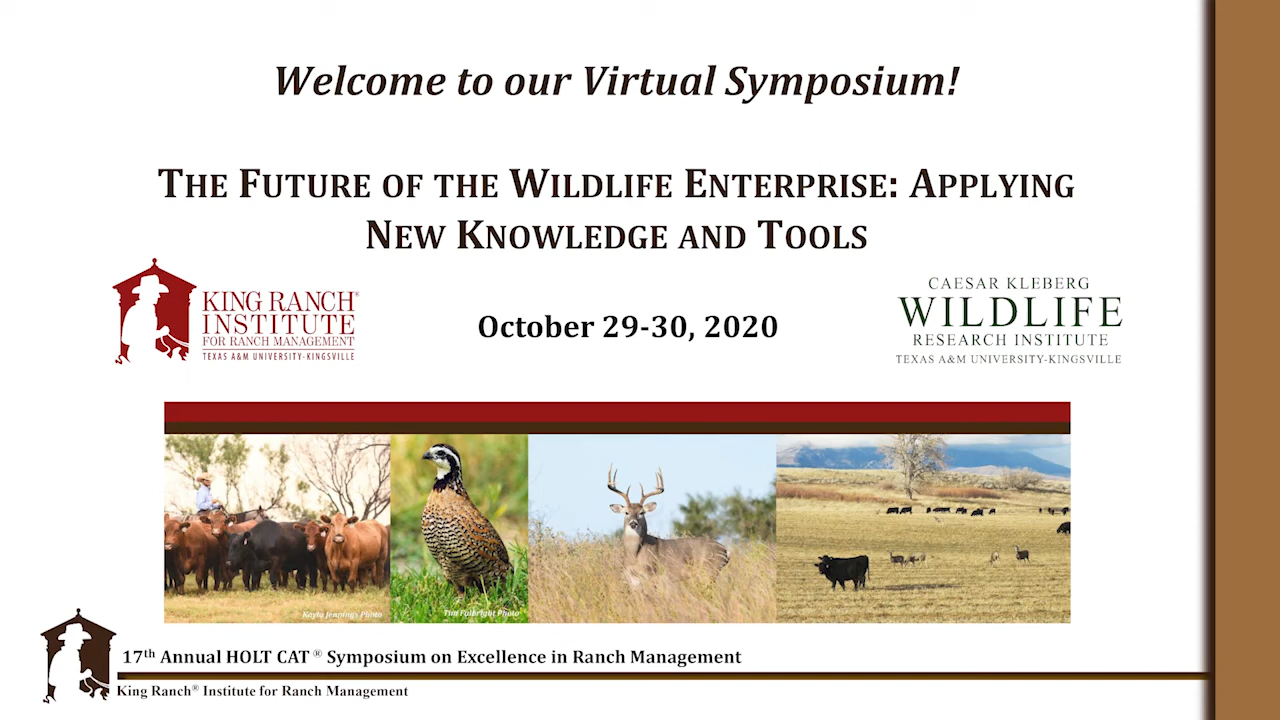 Welcome to our Virtual Symposium!
THE FUTURE OF THE WILDLIFE ENTERPRISE: APPLYING
NEW KNOWLEDGE AND TOOLS
KING RANCH®
INSTITUTE
FOR RANCH MANAGEMENT
TEXAS A&M UNIVERSITY-KINGSVILLE
October 29-30, 2020
CAESAR KLEBERG
WILDLIFE
RESEARCH INSTITUTE
TEXAS A&M UNIVERSITY-KINGSVILLE
Kayla Jennings Photo
Tim Fulbright Photo
17th Annual HOLT CAT® Symposium on Excellence in Ranch Management
King Ranch® Institute for Ranch Management